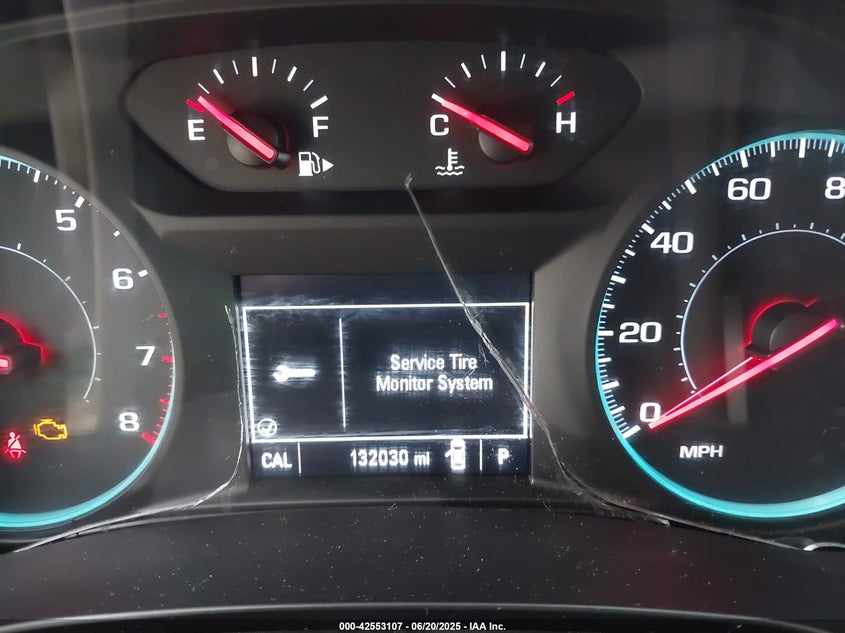 E F C H
5 6 7 8
0 20 40 60 8
MPH
Service Tire
Monitor System
CAL 132030 mi P
000-42553107 - 06/20/2025 - IAA Inc.